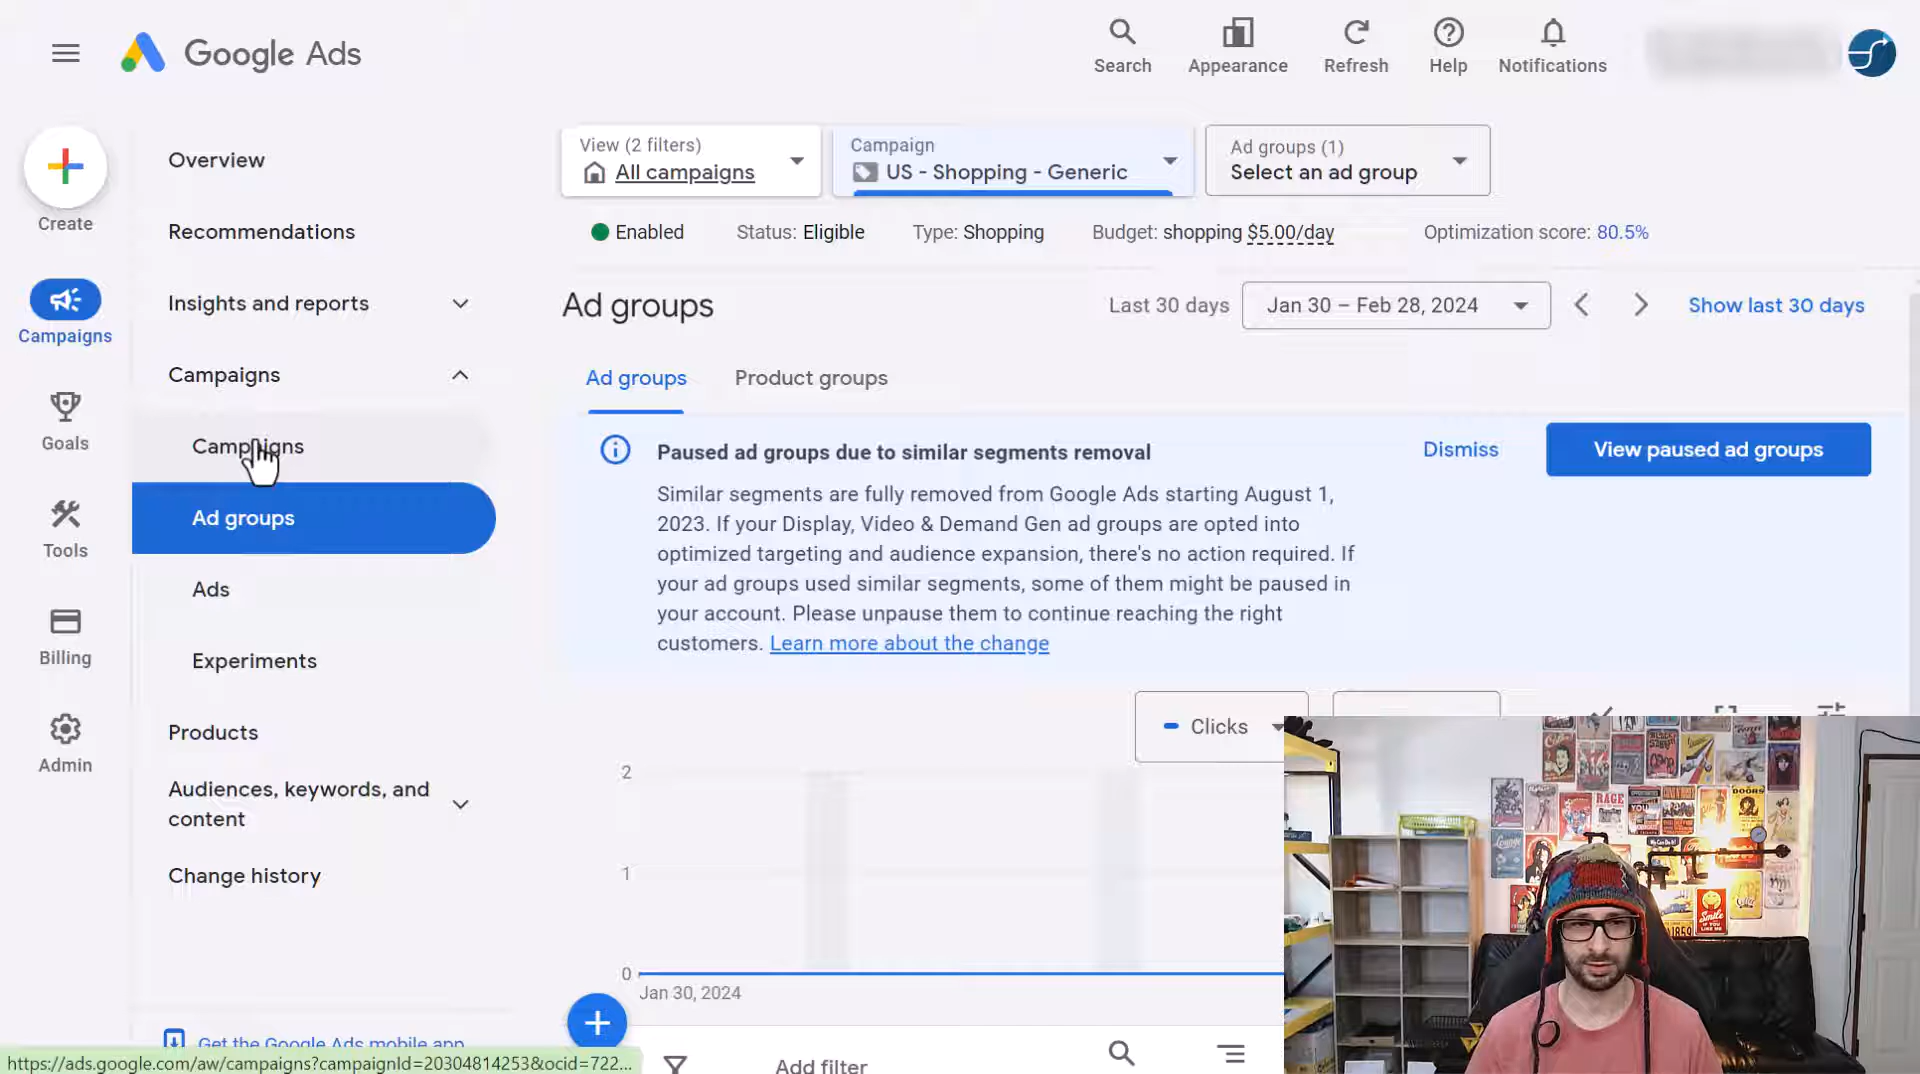 Google Ads
Search
Appearance
Refresh
Help
Notifications
Create
Campaigns
Goals
Tools
Billing
Admin
Overview
Recommendations
Insights and reports
Campaigns
Campaigns
Ad groups
Ads
Experiments
Products
Audiences, keywords, and
content
Change history
Get the Google Ads mobile app
https://ads.google.com/aw/campaigns?campaignId=20304814253&ocid=722...
View (2 filters)
All campaigns
Campaign
US - Shopping - Generic
Ad groups (1)
Select an ad group
Enabled
Status: Eligible
Type: Shopping
Budget: shopping $5.00/day
Optimization score: 80.5%
Ad groups
Last 30 days
Jan 30 – Feb 28, 2024
Show last 30 days
Ad groups
Product groups
Paused ad groups due to similar segments removal
Dismiss
View paused ad groups
Similar segments are fully removed from Google Ads starting August 1,
2023. If your Display, Video & Demand Gen ad groups are opted into
optimized targeting and audience expansion, there's no action required. If
your ad groups used similar segments, some of them might be paused in
your account. Please unpause them to continue reaching the right
customers. Learn more about the change
Clicks
2
1
0
Jan 30, 2024
Add filter
RAGE
DOORS
Smile